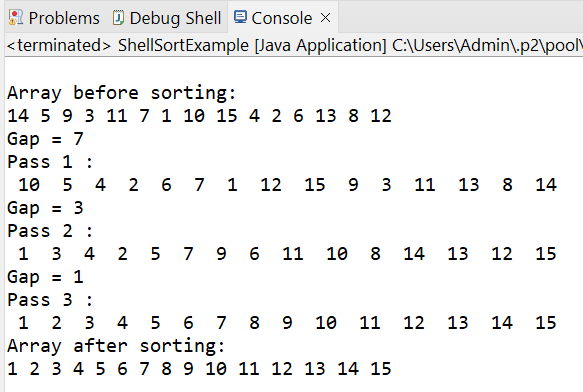 Problems Debug Shell Console
<terminated> ShellSortExample [Java Application] C:\Users\Admin\.p2\pool\
Array before sorting:
14 5 9 3 11 7 1 10 15 4 2 6 13 8 12
Gap = 7
Pass 1 :
10 5 4 2 6 7 1 12 15 9 3 11 13 8 14
Gap = 3
Pass 2 :
1 3 4 2 5 7 9 6 11 10 8 14 13 12 15
Gap = 1
Pass 3 :
1 2 3 4 5 6 7 8 9 10 11 12 13 14 15
Array after sorting:
1 2 3 4 5 6 7 8 9 10 11 12 13 14 15